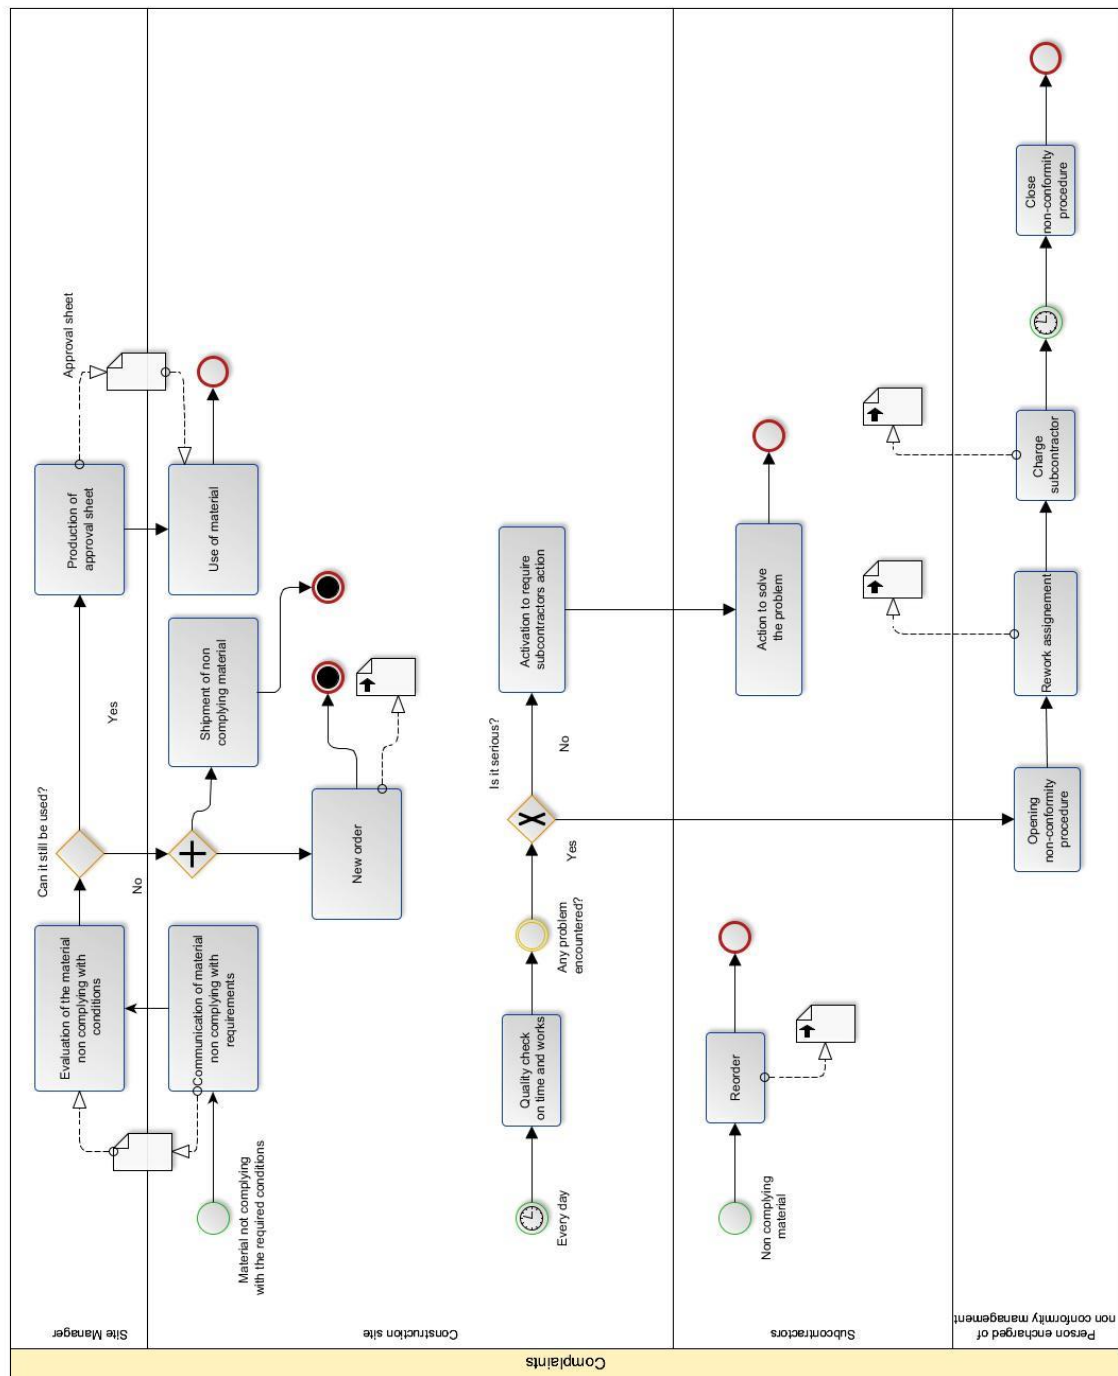 Complaints
Site Manager
Construction site
Subcontractors
Person encharged of
non conformity management
Material not complying
with the required conditions
Communication of material
non complying with
requirements
Evaluation of the material
non complying with
conditions
Can it still be used?
No
Yes
Production of
approval sheet
Approval sheet
Use of material
Shipment of non
complying material
New order
Every day
Quality check
on time and works
Any problem
encountered?
Is it serious?
No
Yes
Activation to require
subcontractors action
Non complying
material
Reorder
Action to solve
the problem
Opening
non-conformity
procedure
Rework assignement
Charge
subcontractor
Close
non-conformity
procedure